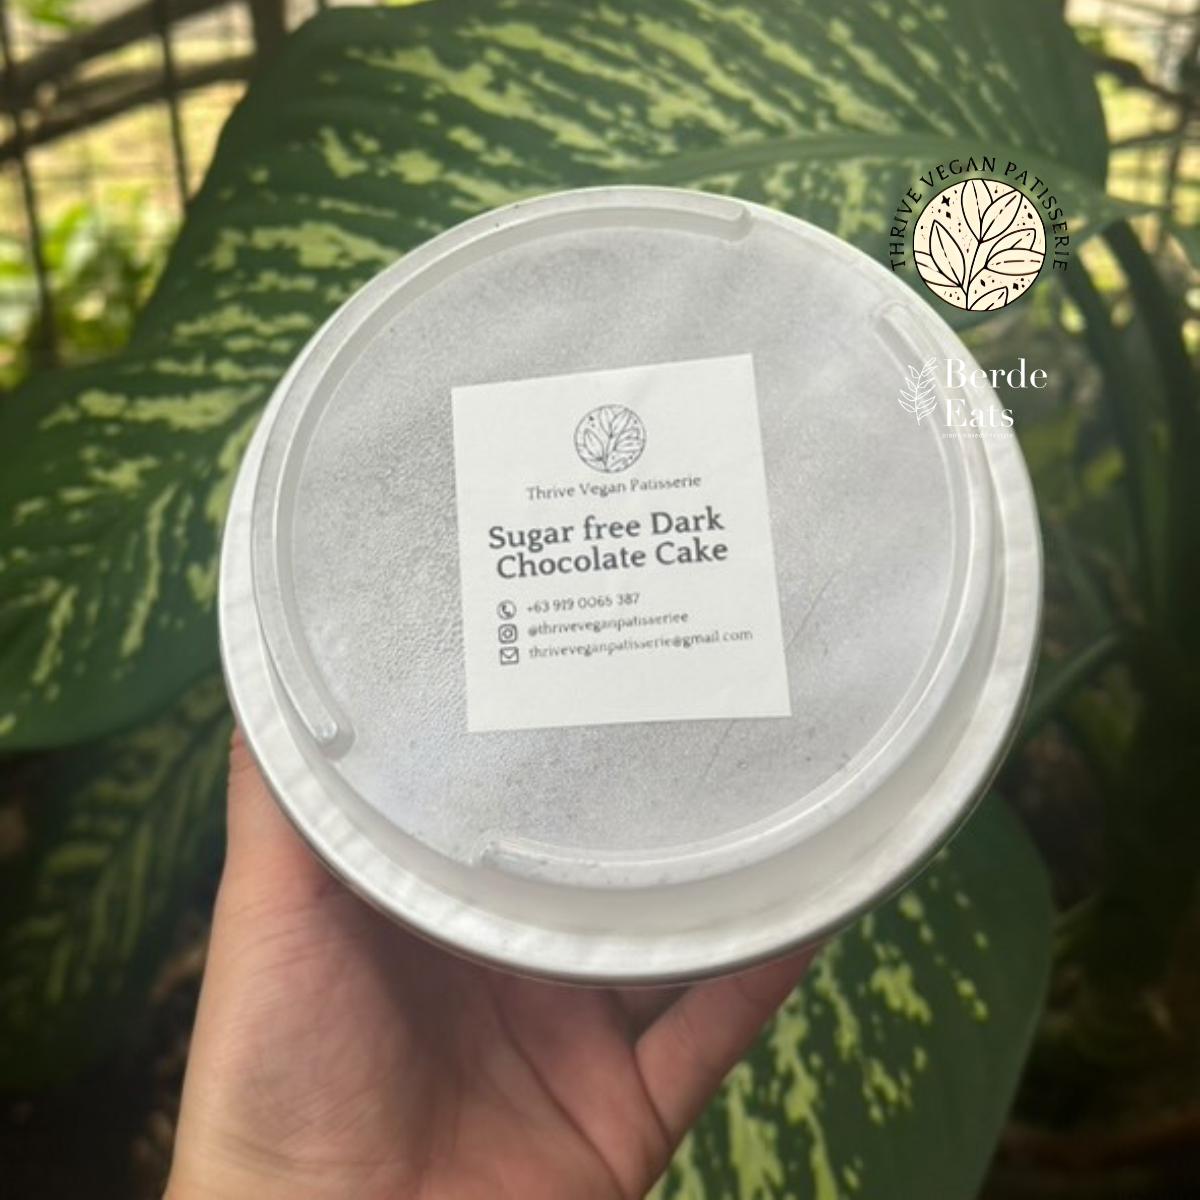 THRIVE VEGAN PATISSERIE
Berde
Eats
Thrive Vegan Patisserie
Sugar free Dark
Chocolate Cake
+63 919 0065 387
@thriveveganpatisseriee
thriveveganpatisserie@gmail.com